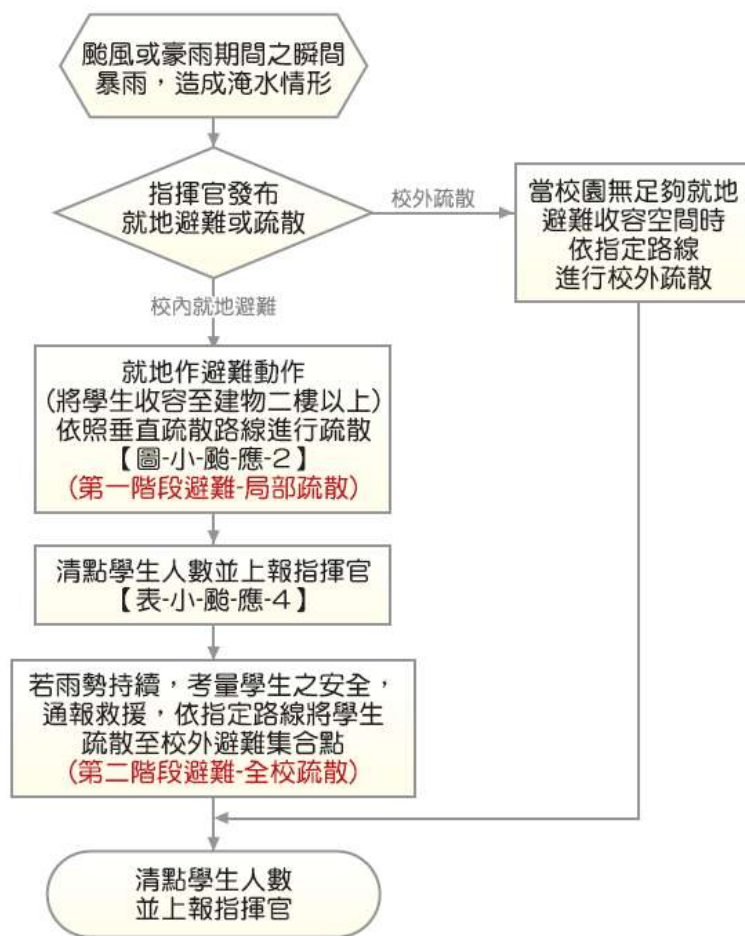 颱風或豪雨期間之瞬間
暴雨，造成淹水情形
指揮官發布
就地避難或疏散
校外疏散
當校園無足夠就地
避難收容空間時
依指定路線
進行校外疏散
校內就地避難
就地作避難動作
(將學生收容至建物二樓以上)
依照垂直疏散路線進行疏散
【圖-小-颱-應-2】
(第一階段避難-局部疏散)
清點學生人數並上報指揮官
【表-小-颱-應-4】
若雨勢持續，考量學生之安全，
通報救援，依指定路線將學生
疏散至校外避難集合點
(第二階段避難-全校疏散)
清點學生人數
並上報指揮官